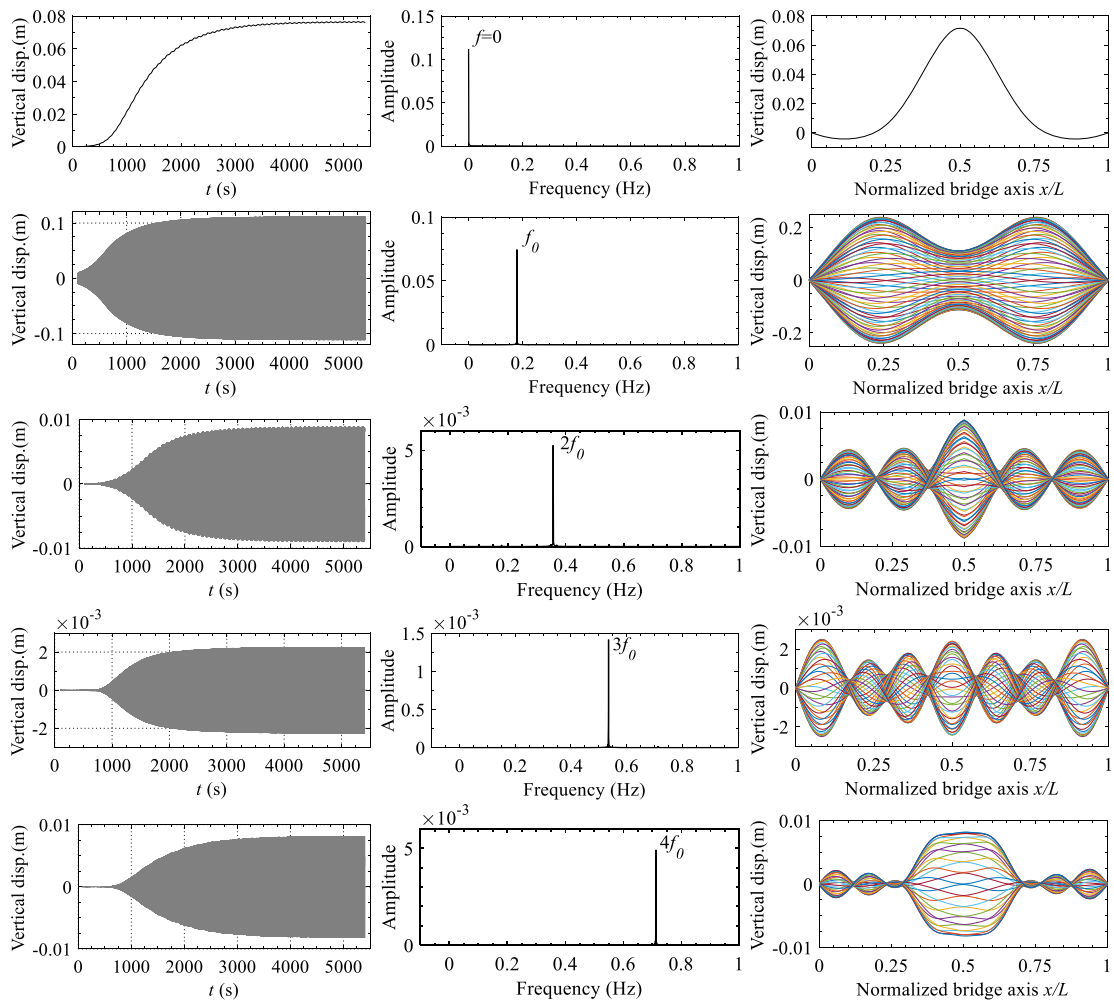 Vertical disp.(m)
0.08
0.06
0.04
0.02
0
0 1000 2000 3000 4000 5000
t (s)
Amplitude
0.15
0.1
0.05
0
f=0
0 0.2 0.4 0.6 0.8 1
Frequency (Hz)
Vertical disp.(m)
0.08
0.04
0.02
0
0 0.25 0.5 0.75 1
Normalized bridge axis x/L
Vertical disp.(m)
0.1
0
-0.1
0 1000 2000 3000 4000 5000
t (s)
Amplitude
0.1
0.05
0
f0
0 0.2 0.4 0.6 0.8 1
Frequency (Hz)
Vertical disp.(m)
0.2
0
-0.2
0 0.25 0.5 0.75 1
Normalized bridge axis x/L
Vertical disp.(m)
0.01
0
-0.01
0 1000 2000 3000 4000 5000
t (s)
×10-3
Amplitude
5
0
2f0
0 0.2 0.4 0.6 0.8 1
Frequency (Hz)
Vertical disp.(m)
0.01
0
-0.01
0 0.25 0.5 0.75 1
Normalized bridge axis x/L
×10-3
Vertical disp.(m)
2
0
-2
0 1000 2000 3000 4000 5000
t (s)
×10-3
Amplitude
1.5
1
0.5
0
3f0
0 0.2 0.4 0.6 0.8 1
Frequency (Hz)
×10-3
Vertical disp.(m)
2
0
-2
0 0.25 0.5 0.75 1
Normalized bridge axis x/L
Vertical disp.(m)
0.01
0
-0.01
0 1000 2000 3000 4000 5000
t (s)
×10-3
Amplitude
5
0
4f0
0 0.2 0.4 0.6 0.8 1
Frequency (Hz)
Vertical disp.(m)
0.01
0
-0.01
0 0.25 0.5 0.75 1
Normalized bridge axis x/L